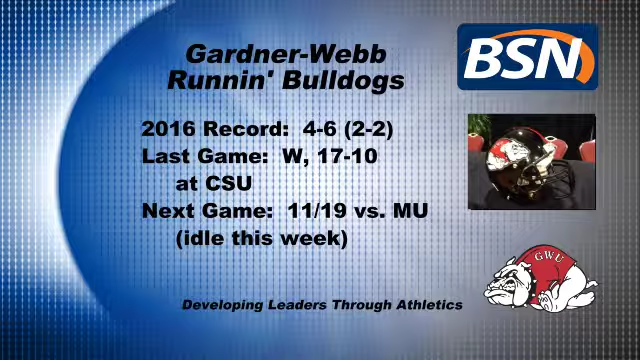 Gardner-Webb
Runnin' Bulldogs
BSN
2016 Record: 4-6 (2-2)
Last Game: W, 17-10
at CSU
Next Game: 11/19 vs. MU
(idle this week)
GWU
Developing Leaders Through Athletics